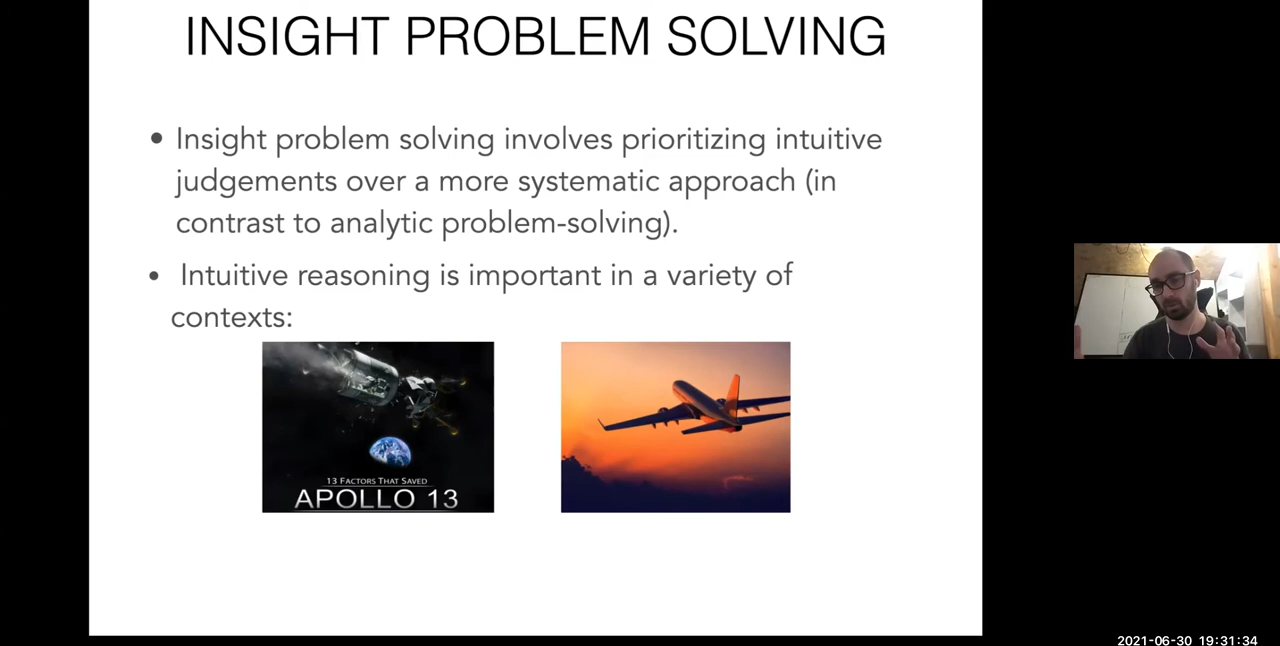 INSIGHT PROBLEM SOLVING
• Insight problem solving involves prioritizing intuitive
judgements over a more systematic approach (in
contrast to analytic problem-solving).
• Intuitive reasoning is important in a variety of
contexts:
13 FACTORS THAT SAVED
APOLLO 13
2021-06-30 19:31:34